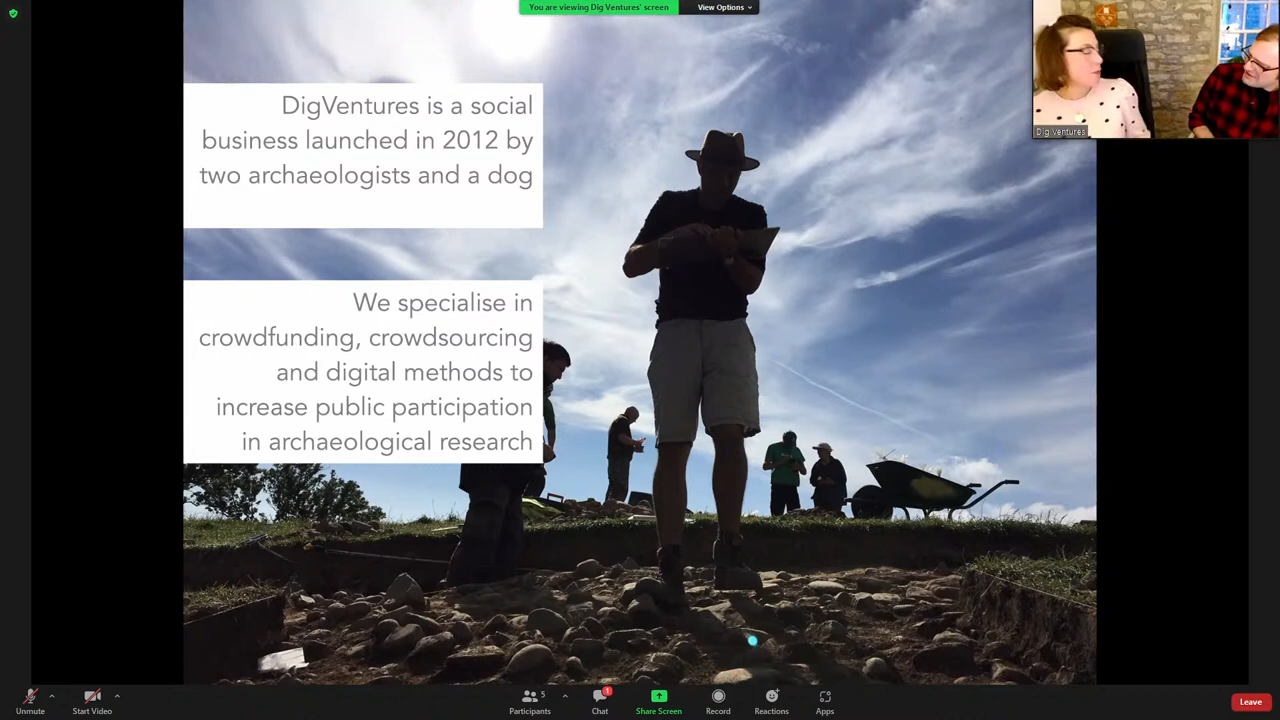 You are viewing Dig Ventures' screen
View Options
DigVentures is a social
business launched in 2012 by
two archaeologists and a dog
We specialise in
crowdfunding, crowdsourcing
and digital methods to
increase public participation
in archaeological research
Dig Ventures
Unmute
Start Video
Participants
5
Chat
1
Share Screen
Record
Reactions
Apps
Leave